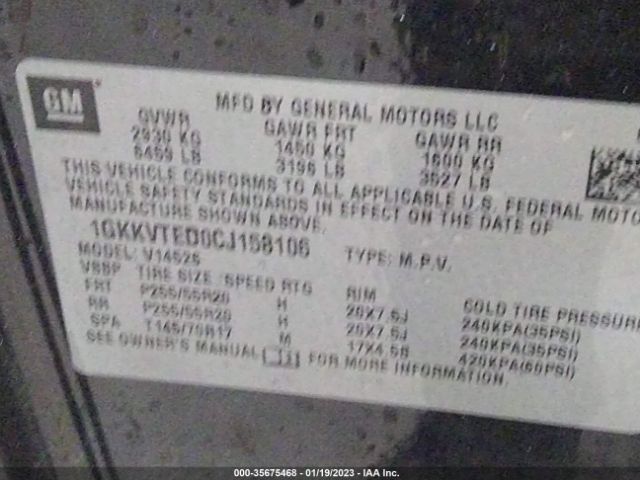 GM
MFD BY GENERAL MOTORS LLC
GVWR GAWR FRT GAWR RR
2930 KG 1450 KG 1600 KG
6459 LB 3196 LB 3527 LB
THIS VEHICLE CONFORMS TO ALL APPLICABLE U.S. FEDERAL MOTO
VEHICLE SAFETY STANDARDS IN EFFECT ON THE DATE OF
MANUFACTURE SHOWN ABOVE.
1GKKVTED0CJ158106 TYPE: M.P.V.
MODEL: V14526
TIRE SIZE SPEED RTG RIM COLD TIRE PRESSURE
FRT P255/55R20 H 20X7.5J 240KPA(35PSI)
RR P255/55R20 H 20X7.5J 240KPA(35PSI)
SPA T145/70R17 M 17X4.5B 420KPA(60PSI)
SEE OWNER'S MANUAL FOR MORE INFORMATION.
000-35675468 - 01/19/2023 - IAA Inc.